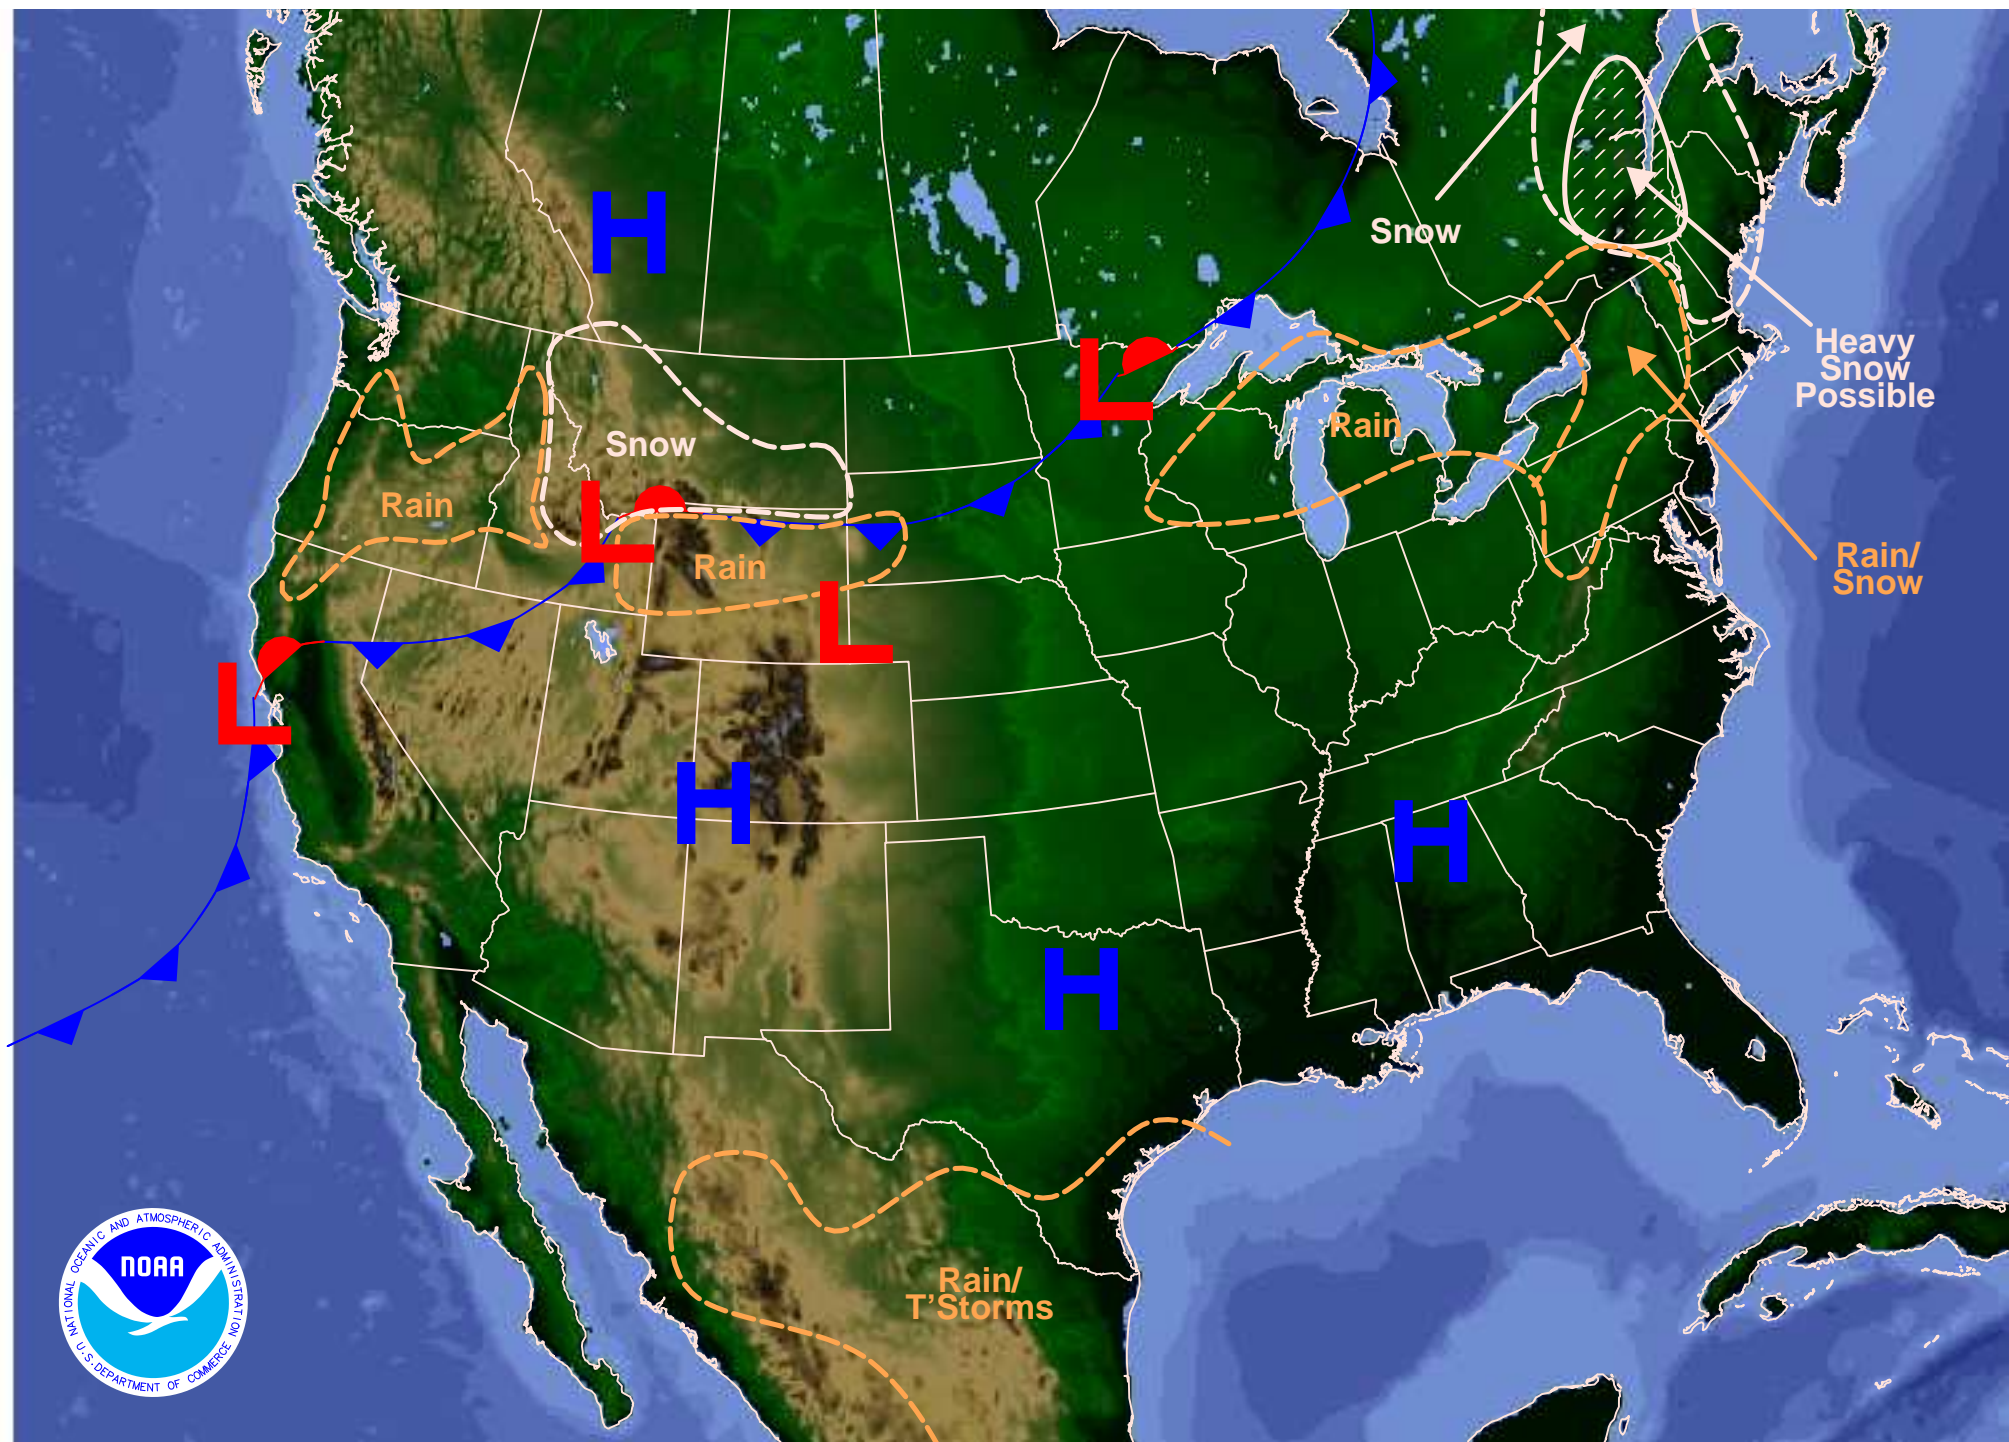 H
Snow
Heavy
Snow
Possible
L
Rain
Snow
L
Rain
Rain
Rain/
Snow
L
L
H
H
H
Rain/
T'Storms
NATIONAL OCEANIC AND ATMOSPHERIC ADMINISTRATION
NOAA
U.S. DEPARTMENT OF COMMERCE